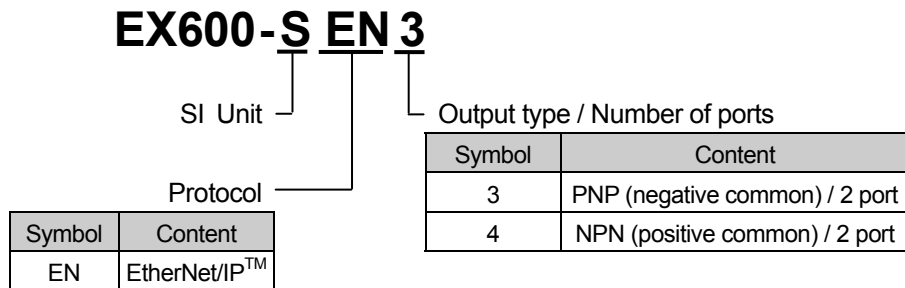 EX600-S EN 3
SI Unit
Output type / Number of ports
Symbol Content
3 PNP (negative common) / 2 port
4 NPN (positive common) / 2 port
Protocol
Symbol Content
EN EtherNet/IP™